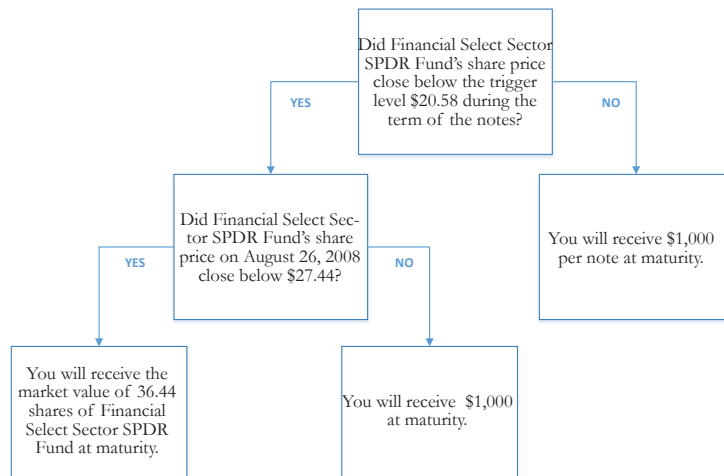 Did Financial Select Sector
SPDR Fund's share price
close below the trigger
level $20.58 during the
term of the notes?
YES
NO
Did Financial Select Sec-
tor SPDR Fund's share
price on August 26, 2008
close below $27.44?
You will receive $1,000
per note at maturity.
YES
NO
You will receive the
market value of 36.44
shares of Financial
Select Sector SPDR
Fund at maturity.
You will receive $1,000
at maturity.